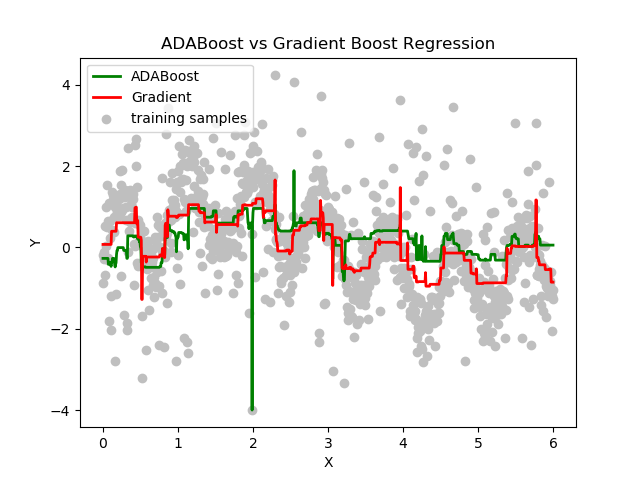 ADABoost vs Gradient Boost Regression
ADABoost
Gradient
training samples
Y
4
2
0
−2
−4
0 1 2 3 4 5 6
X